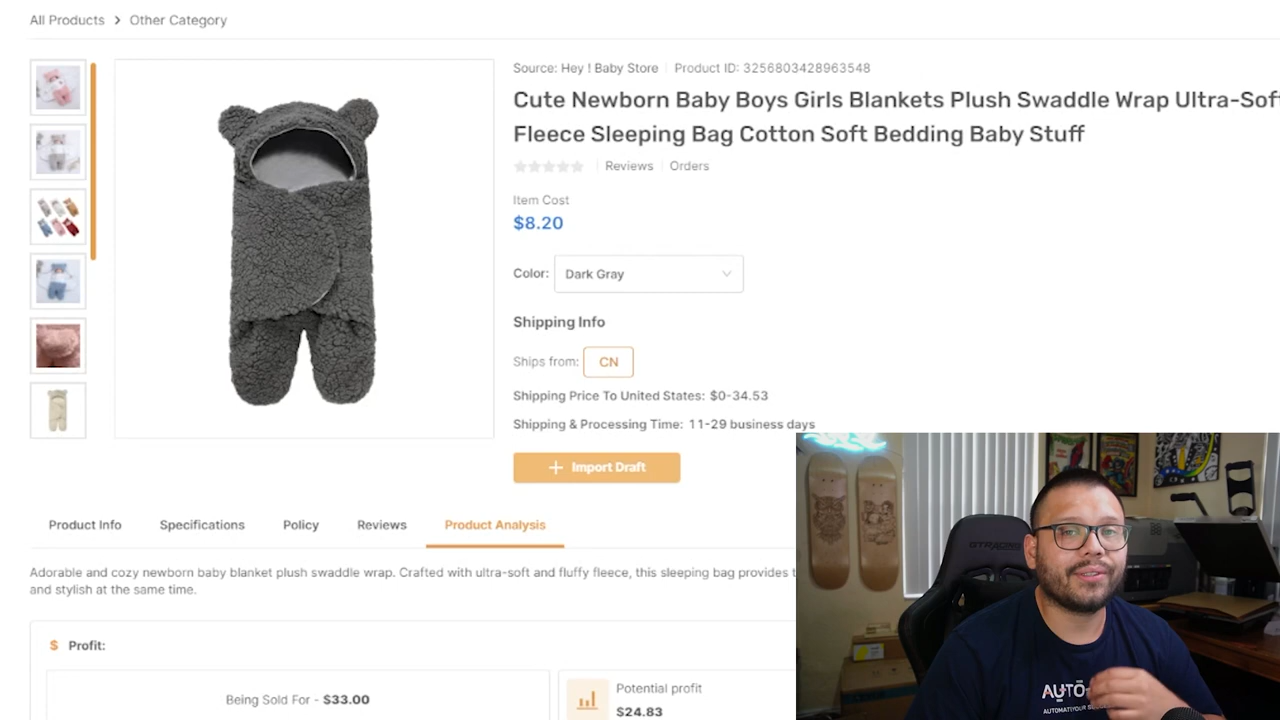 All Products > Other Category
Source: Hey ! Baby Store
Product ID: 3256803428963548
Cute Newborn Baby Boys Girls Blankets Plush Swaddle Wrap Ultra-Soft
Fleece Sleeping Bag Cotton Soft Bedding Baby Stuff
Reviews
Orders
Item Cost
$8.20
Color: Dark Gray
Shipping Info
Ships from: CN
Shipping Price To United States: $0-34.53
Shipping & Processing Time: 11-29 business days
+ Import Draft
Product Info
Specifications
Policy
Reviews
Product Analysis
Adorable and cozy newborn baby blanket plush swaddle wrap. Crafted with ultra-soft and fluffy fleece, this sleeping bag provides
and stylish at the same time.
$ Profit:
Being Sold For - $33.00
Potential profit
$24.83
GTRACING
AUTO